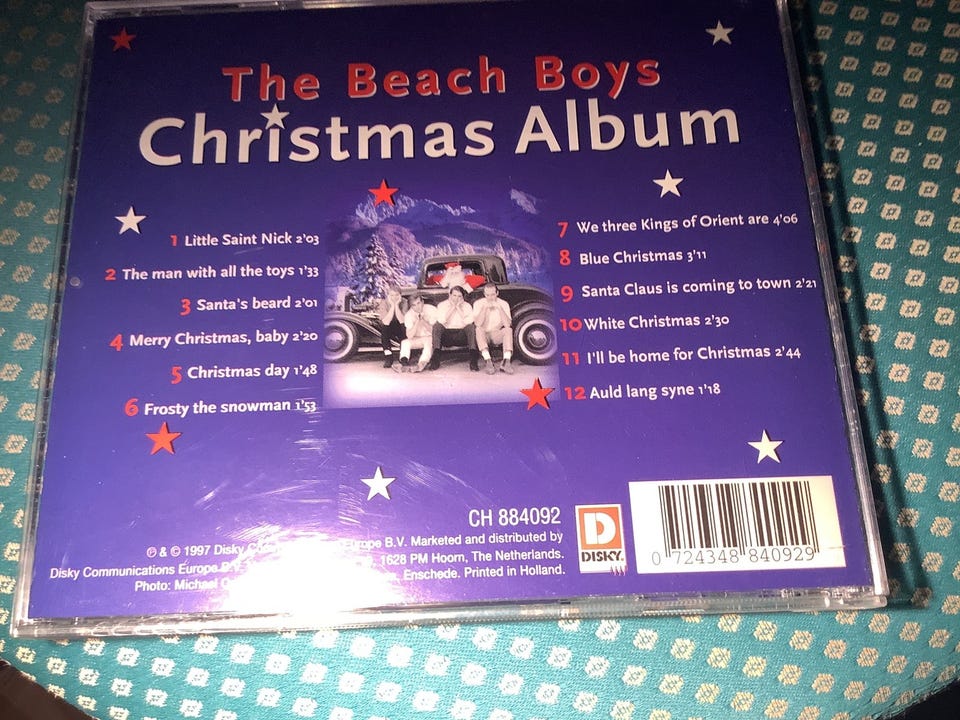 The Beach Boys
Christmas Album
1 Little Saint Nick 2'03
2 The man with all the toys 1'33
3 Santa's beard 2'01
4 Merry Christmas, baby 2'20
5 Christmas day 1'48
6 Frosty the snowman 1'53
7 We three Kings of Orient are 4'06
8 Blue Christmas 3'11
9 Santa Claus is coming to town 2'21
10 White Christmas 2'30
11 I'll be home for Christmas 2'44
12 Auld lang syne 1'18
CH 884092
℗ & © 1997 Disky Europe B.V. Marketed and distributed by
Disky Communications Europe B.V. 1628 PM Hoorn, The Netherlands.
Photo: Michael Enschede. Printed in Holland.
D
DISKY
0 724348 840929